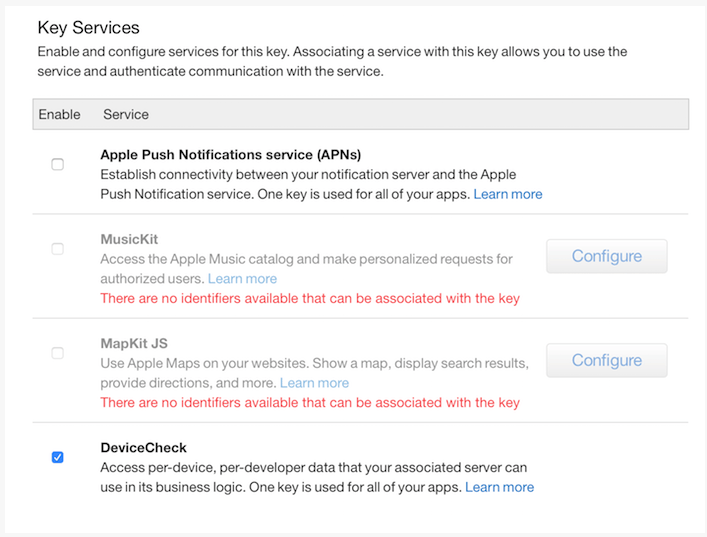 Key Services
Enable and configure services for this key. Associating a service with this key allows you to use the
service and authenticate communication with the service.
Enable Service
Apple Push Notifications service (APNs)
Establish connectivity between your notification server and the Apple
Push Notification service. One key is used for all of your apps. Learn more
MusicKit
Access the Apple Music catalog and make personalized requests for
authorized users. Learn more
Configure
There are no identifiers available that can be associated with the key
MapKit JS
Use Apple Maps on your websites. Show a map, display search results,
provide directions, and more. Learn more
Configure
There are no identifiers available that can be associated with the key
DeviceCheck
Access per-device, per-developer data that your associated server can
use in its business logic. One key is used for all of your apps. Learn more